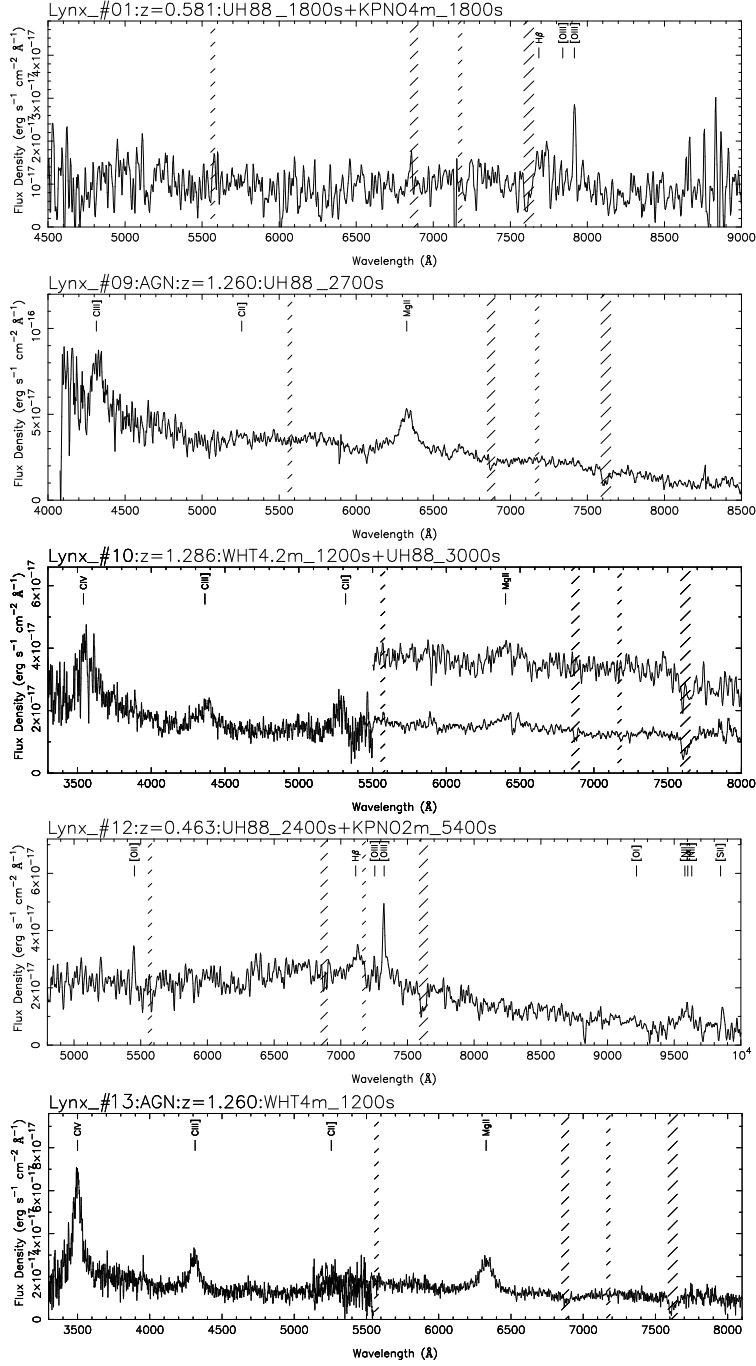 Lynx_#01:z=0.581:UH88_1800s+KPNO4m_1800s
Hβ [OIII] [OIII]
Flux Density (erg s⁻¹ cm⁻² Å⁻¹)
0 10⁻¹⁷ 2×10⁻¹⁷ 3×10⁻¹⁷ 4×10⁻¹⁷
4500 5000 5500 6000 6500 7000 7500 8000 8500 9000
Wavelength (Å)
Lynx_#09:AGN:z=1.260:UH88_2700s
CIII] CII] MgII
Flux Density (erg s⁻¹ cm⁻² Å⁻¹)
0 5×10⁻¹⁷ 10⁻¹⁶
4000 4500 5000 5500 6000 6500 7000 7500 8000 8500
Wavelength (Å)
Lynx_#10:z=1.286:WHT4.2m_1200s+UH88_3000s
CIV CIII] CII] MgII
Flux Density (erg s⁻¹ cm⁻² Å⁻¹)
0 2×10⁻¹⁷ 4×10⁻¹⁷ 6×10⁻¹⁷
3500 4000 4500 5000 5500 6000 6500 7000 7500 8000
Wavelength (Å)
Lynx_#12:z=0.463:UH88_2400s+KPNO2m_5400s
[OII] Hβ [OIII] [OIII] [OI] [NII] [SII]
Flux Density (erg s⁻¹ cm⁻² Å⁻¹)
0 2×10⁻¹⁷ 4×10⁻¹⁷ 6×10⁻¹⁷
5000 5500 6000 6500 7000 7500 8000 8500 9000 9500 10⁴
Wavelength (Å)
Lynx_#13:AGN:z=1.260:WHT4m_1200s
CIV CIII] CII] MgII
Flux Density (erg s⁻¹ cm⁻² Å⁻¹)
0 2×10⁻¹⁷ 4×10⁻¹⁷ 6×10⁻¹⁷ 8×10⁻¹⁷
3500 4000 4500 5000 5500 6000 6500 7000 7500 8000
Wavelength (Å)